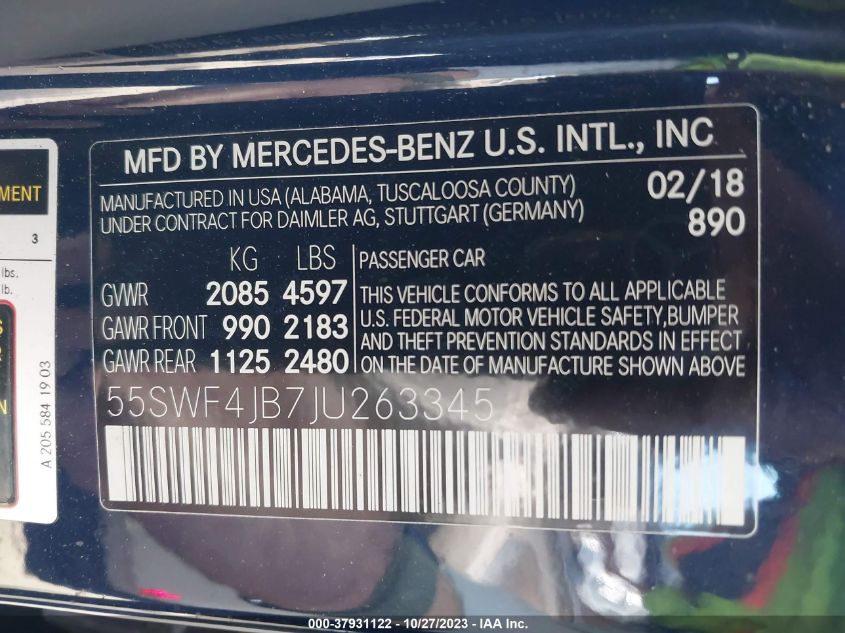 MFD BY MERCEDES-BENZ U.S. INTL., INC
MANUFACTURED IN USA (ALABAMA, TUSCALOOSA COUNTY)
UNDER CONTRACT FOR DAIMLER AG, STUTTGART (GERMANY)
02/18
890
KG LBS
GVWR 2085 4597
GAWR FRONT 990 2183
GAWR REAR 1125 2480
PASSENGER CAR
THIS VEHICLE CONFORMS TO ALL APPLICABLE
U.S. FEDERAL MOTOR VEHICLE SAFETY,BUMPER
AND THEFT PREVENTION STANDARDS IN EFFECT
ON THE DATE OF MANUFACTURE SHOWN ABOVE
55SWF4JB7JU263345
MENT
3
lbs.
lb.
S
R
N
A 205 584 19 03
000-37931122 - 10/27/2023 - IAA Inc.